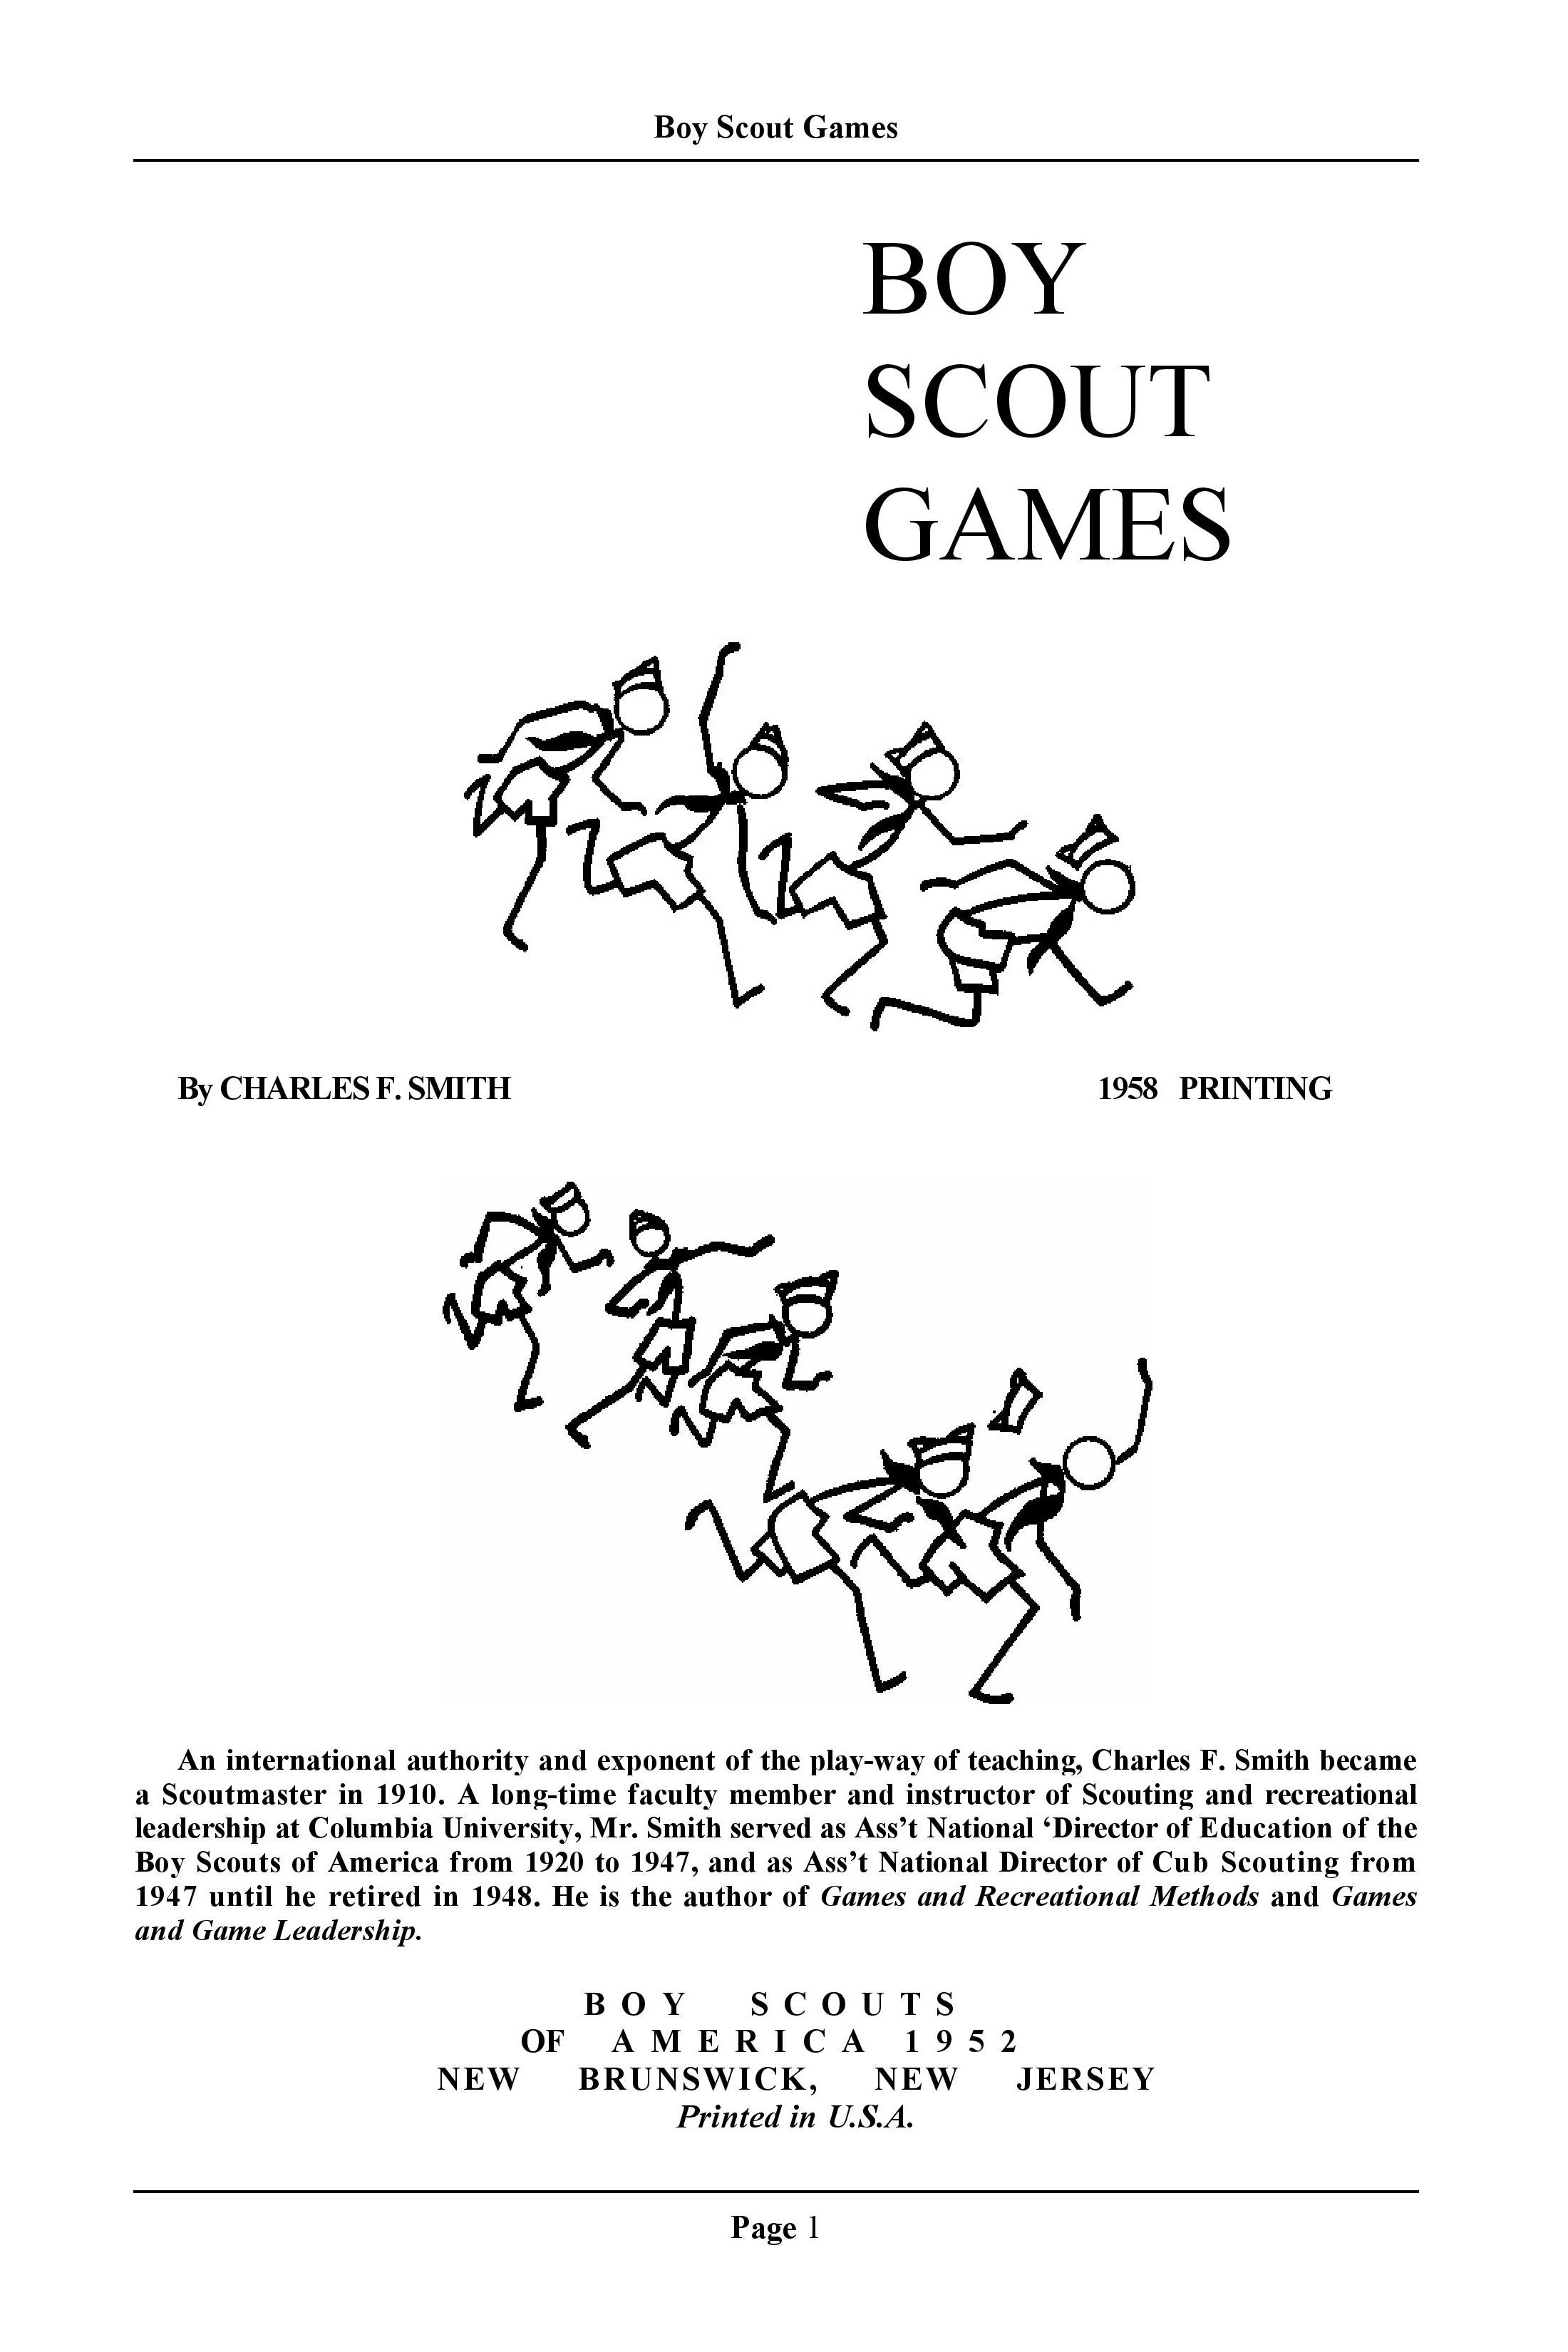 Boy Scout Games
BOY
SCOUT
GAMES
By CHARLES F. SMITH 1958 PRINTING
An international authority and exponent of the play-way of teaching, Charles F. Smith became
a Scoutmaster in 1910. A long-time faculty member and instructor of Scouting and recreational
leadership at Columbia University, Mr. Smith served as Ass’t National ‘Director of Education of the
Boy Scouts of America from 1920 to 1947, and as Ass’t National Director of Cub Scouting from
1947 until he retired in 1948. He is the author of Games and Recreational Methods and Games
and Game Leadership.
BOY SCOUTS
OF AMERICA 1952
NEW BRUNSWICK, NEW JERSEY
Printed in U.S.A.
Page 1